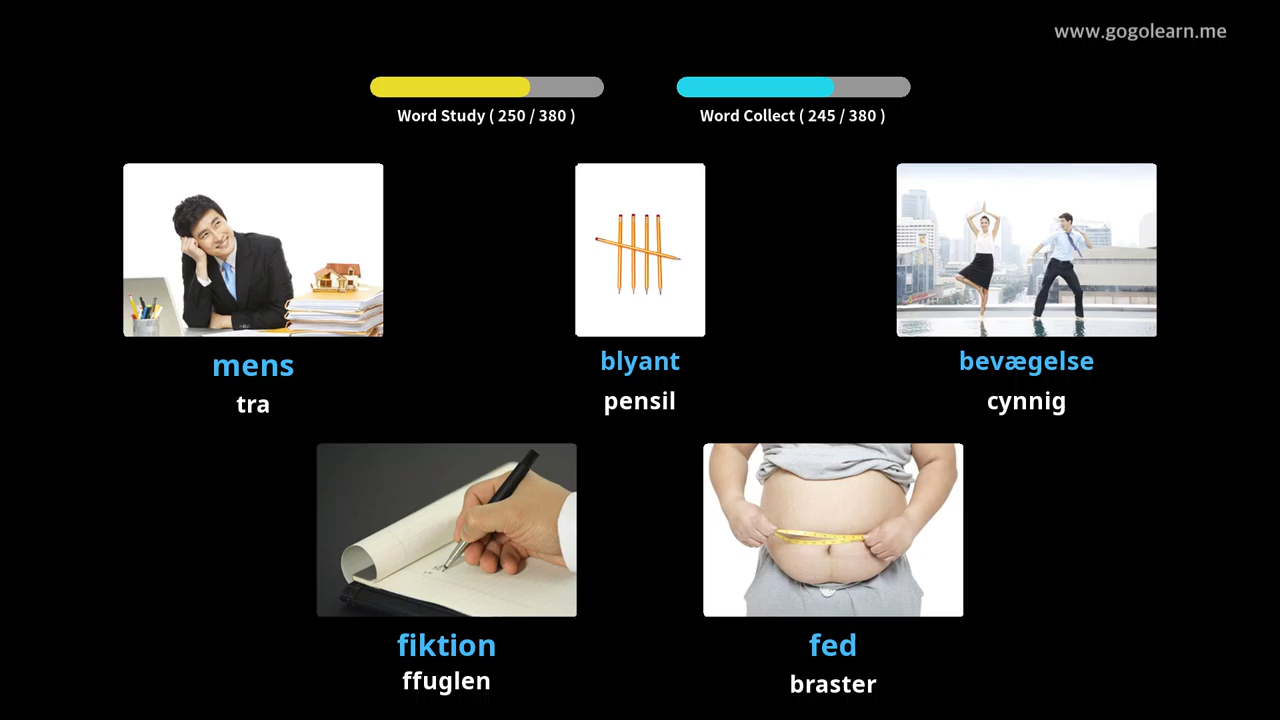 www.gogolearn.me
Word Study ( 250 / 380 )
Word Collect ( 245 / 380 )
mens
tra
blyant
pensil
bevægelse
cynnig
fiktion
ffuglen
fed
braster